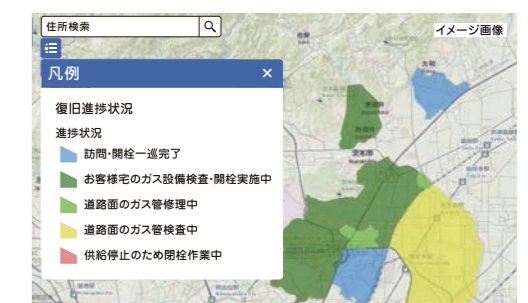 住所検索
イメージ画像
凡例 ×
復旧進捗状況
進捗状況
訪問・開栓一巡完了
お客様宅のガス設備検査・開栓実施中
道路面のガス管修理中
道路面のガス管検査中
供給停止のため閉栓作業中
茨木市